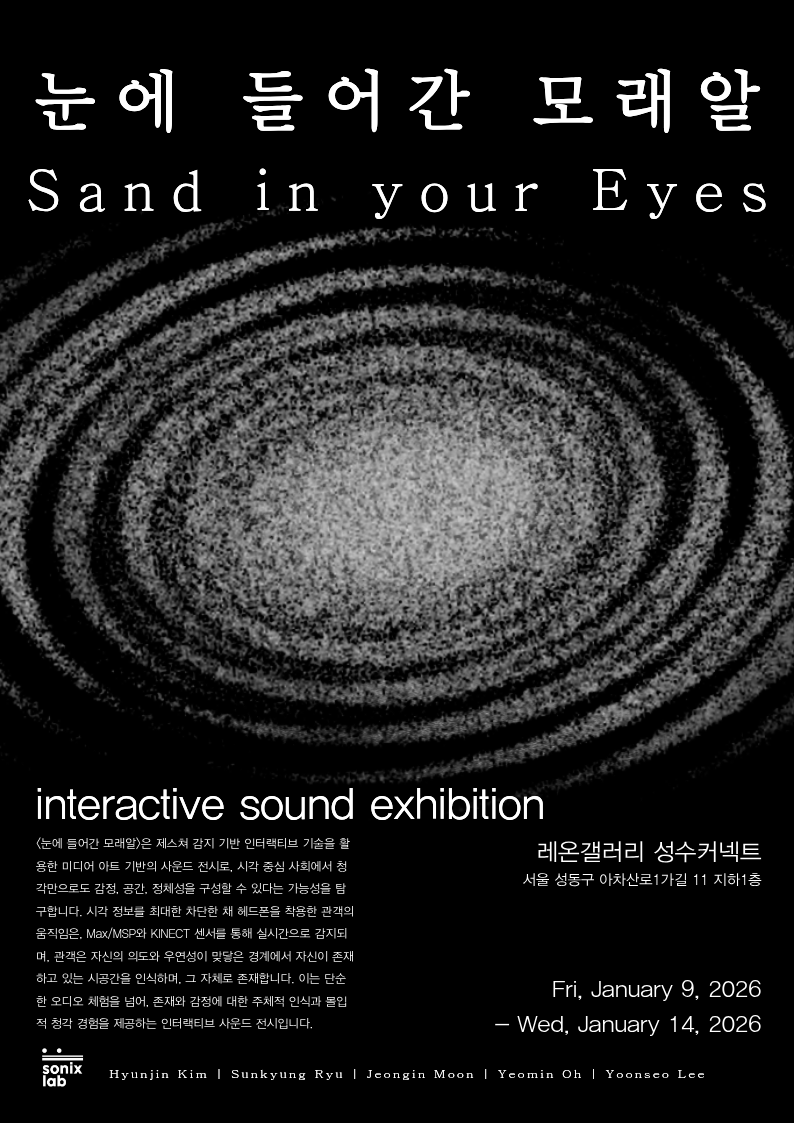 눈에 들어간 모래알
Sand in your Eyes
interactive sound exhibition
〈눈에 들어간 모래알〉은 제스쳐 감지 기반 인터랙티브 기술을 활
용한 미디어 아트 기반의 사운드 전시로, 시각 중심 사회에서 청
각만으로도 감정, 공간, 정체성을 구성할 수 있다는 가능성을 탐
구합니다. 시각 정보를 최대한 차단한 채 헤드폰을 착용한 관객의
움직임은, Max/MSP와 KINECT 센서를 통해 실시간으로 감지되
며, 관객은 자신의 의도와 우연성이 맞닿은 경계에서 자신이 존재
하고 있는 시공간을 인식하며, 그 자체로 존재합니다. 이는 단순
한 오디오 체험을 넘어, 존재와 감정에 대한 주체적 인식과 몰입
적 청각 경험을 제공하는 인터랙티브 사운드 전시입니다.
레온갤러리 성수커넥트
서울 성동구 아차산로1가길 11 지하1층
Fri, January 9, 2026
– Wed, January 14, 2026
sonix
lab
Hyunjin Kim | Sunkyung Ryu | Jeongin Moon | Yeomin Oh | Yoonseo Lee